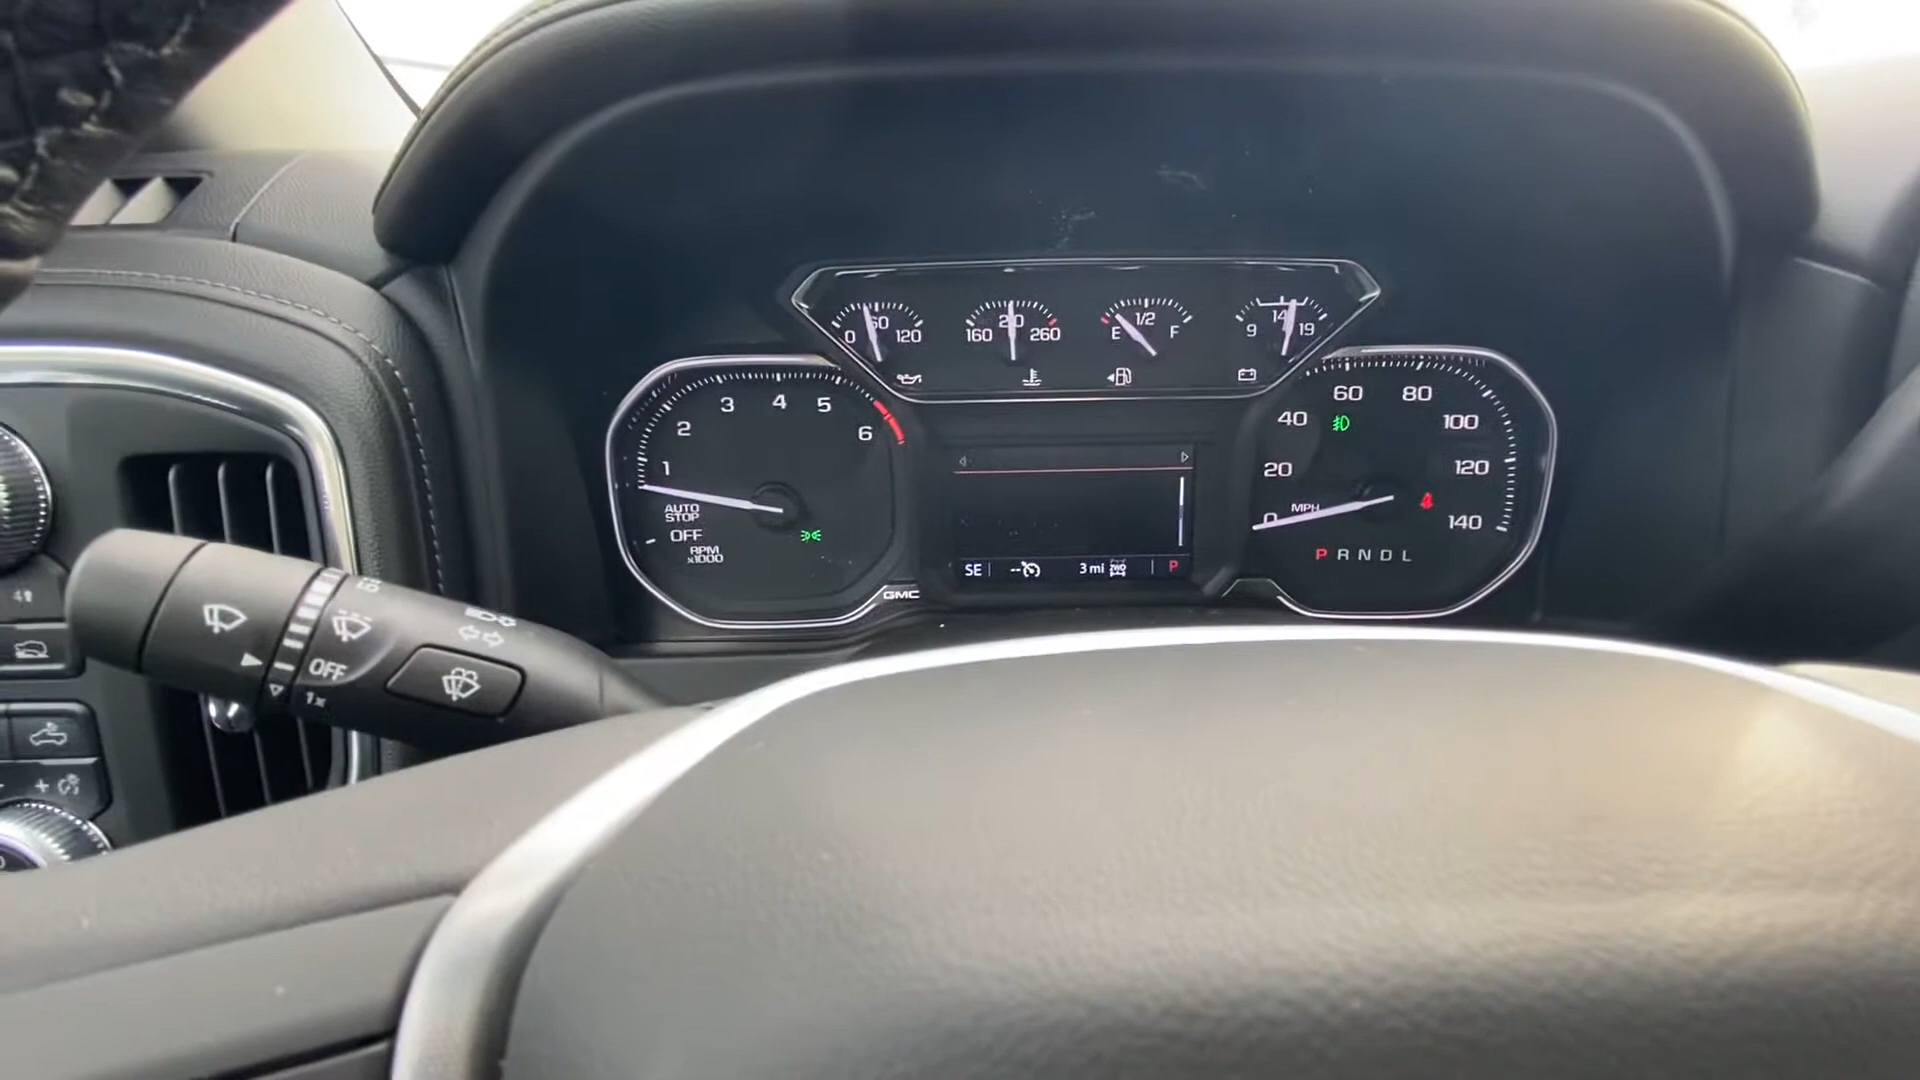 0 60 120
160 210 260
E 1/2 F
9 14 19
1 2 3 4 5 6
AUTO
STOP
OFF
RPM
x1000
GMC
SE -- 3 mi 2WD P
0 20 40 60 80 100 120 140
MPH
P R N D L
OFF
1x